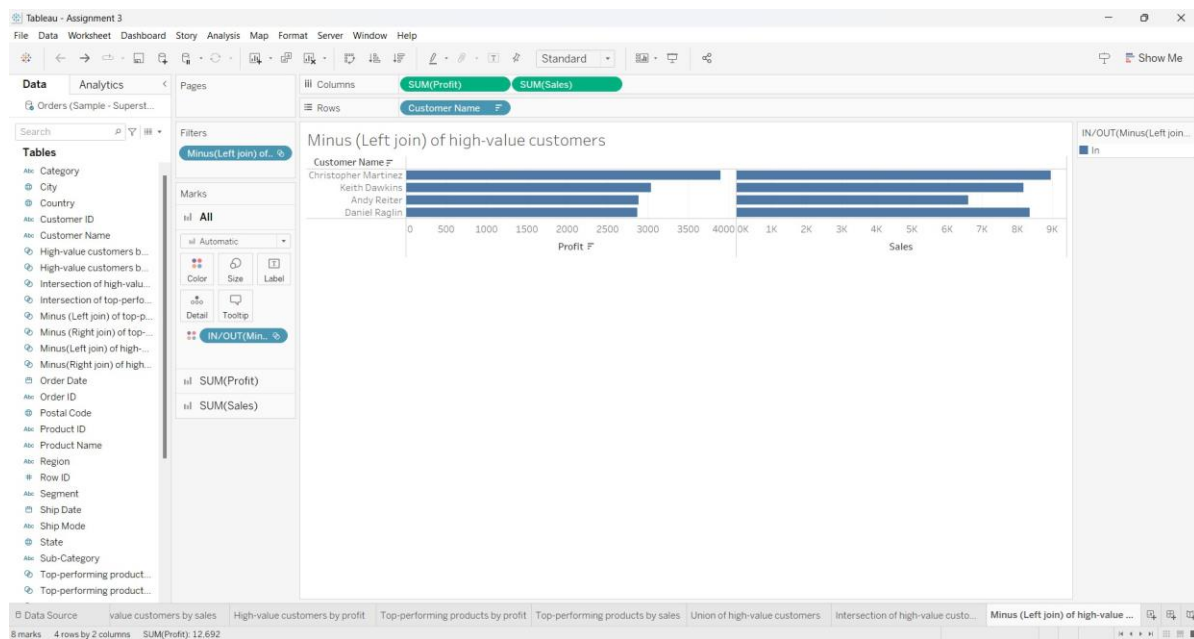 Tableau - Assignment 3
File Data Worksheet Dashboard Story Analysis Map Format Server Window Help
Standard
Show Me
Data Analytics
Orders (Sample - Superst...
Search
Tables
Abc Category
City
Country
Abc Customer ID
Abc Customer Name
High-value customers b...
High-value customers b...
Intersection of high-valu...
Intersection of top-perfo...
Minus (Left join) of top-p...
Minus (Right join) of top-...
Minus(Left join) of high-...
Minus(Right join) of high...
Order Date
Abc Order ID
Postal Code
Abc Product ID
Abc Product Name
Abc Region
# Row ID
Abc Segment
Ship Date
Abc Ship Mode
State
Abc Sub-Category
Top-performing product...
Top-performing product...
Pages
Filters
Minus(Left join) of..
Marks
All
Automatic
Color Size Label
Detail Tooltip
IN/OUT(Min..
SUM(Profit)
SUM(Sales)
Columns SUM(Profit) SUM(Sales)
Rows Customer Name
Minus (Left join) of high-value customers
Customer Name
Christopher Martinez
Keith Dawkins
Andy Reiter
Daniel Raglin
0 500 1000 1500 2000 2500 3000 3500 4000 0K 1K 2K 3K 4K 5K 6K 7K 8K 9K
Profit Sales
IN/OUT(Minus(Left join...
In
Data Source value customers by sales High-value customers by profit Top-performing products by profit Top-performing products by sales Union of high-value customers Intersection of high-value custo... Minus (Left join) of high-value ...
8 marks 4 rows by 2 columns SUM(Profit): 12,692